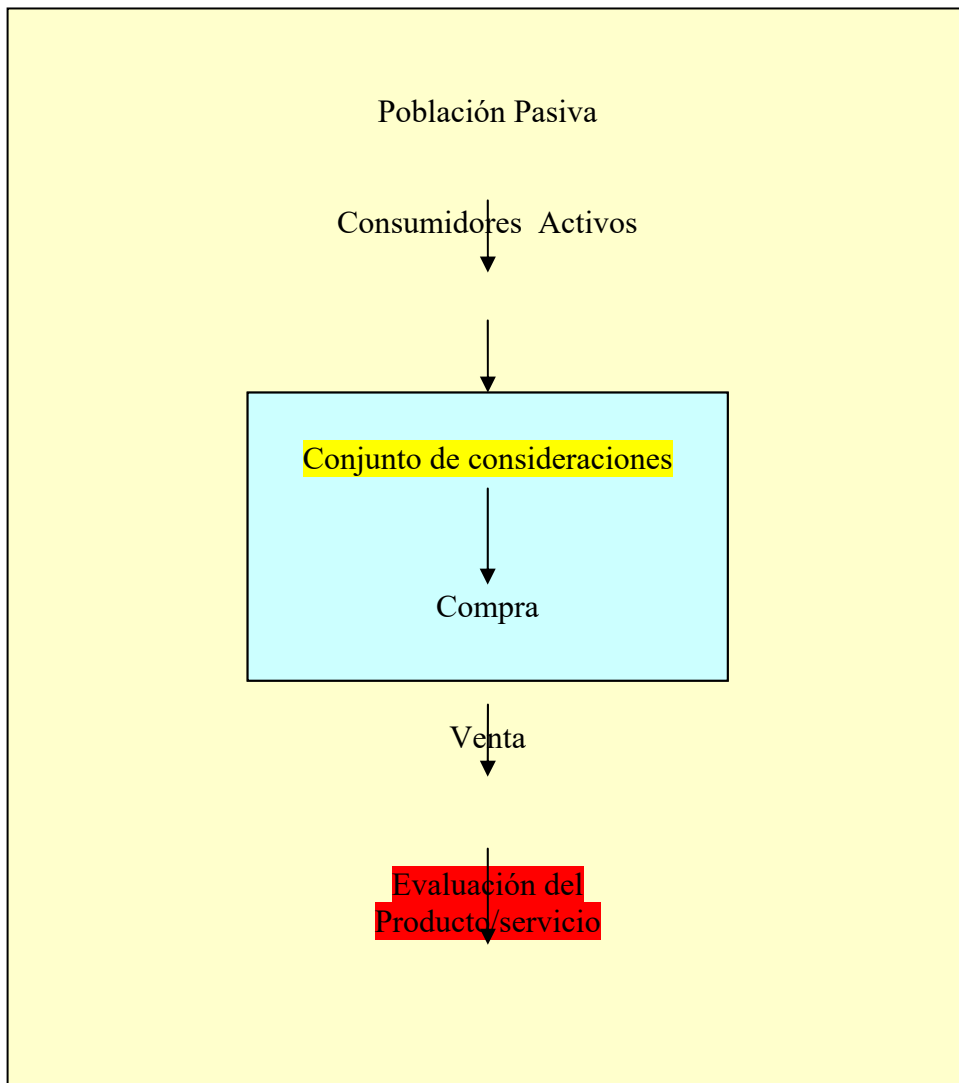 Población Pasiva
Consumidores  Activos
Conjunto de consideraciones
Compra
Venta
Evaluación del
Producto/servicio